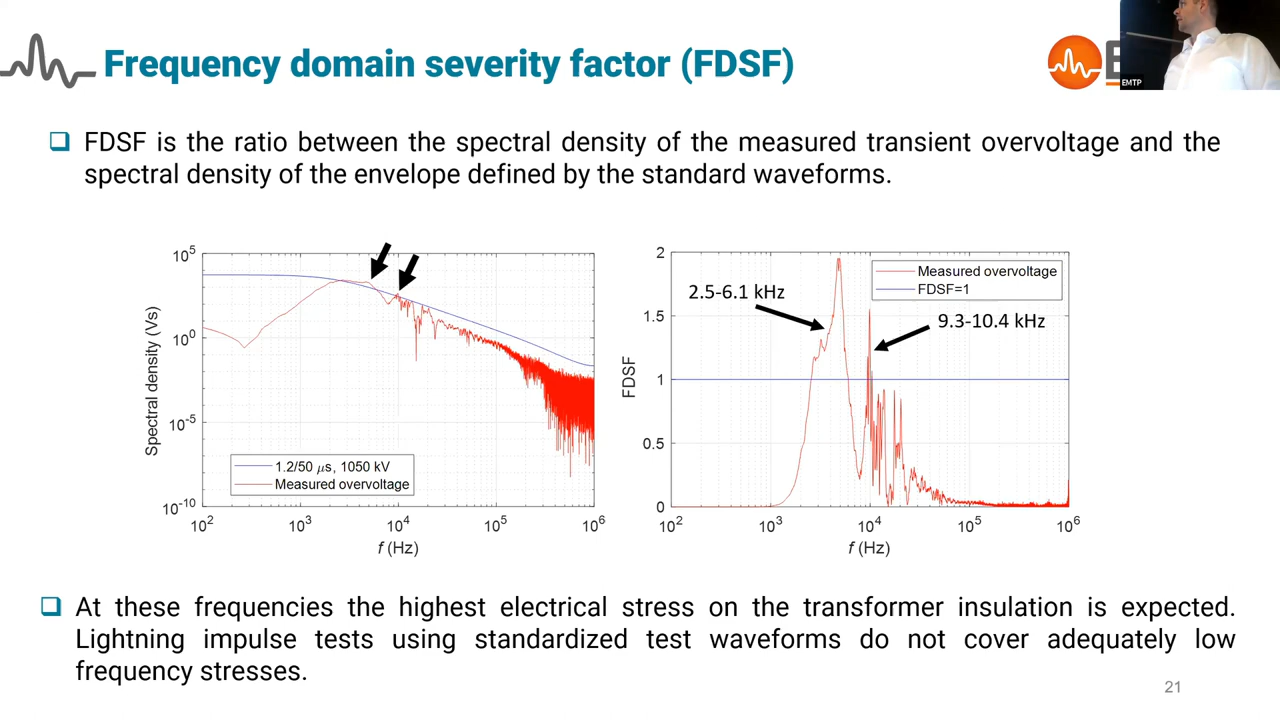 Frequency domain severity factor (FDSF)
EMTP
❑ FDSF is the ratio between the spectral density of the measured transient overvoltage and the
spectral density of the envelope defined by the standard waveforms.
10^5
10^0
10^-5
10^-10
Spectral density (Vs)
1.2/50 μs, 1050 kV
Measured overvoltage
10^2 10^3 10^4 10^5 10^6
f (Hz)
2
1.5
1
0.5
0
FDSF
Measured overvoltage
FDSF=1
2.5-6.1 kHz
9.3-10.4 kHz
10^2 10^3 10^4 10^5 10^6
f (Hz)
❑ At these frequencies the highest electrical stress on the transformer insulation is expected.
Lightning impulse tests using standardized test waveforms do not cover adequately low
frequency stresses.
21